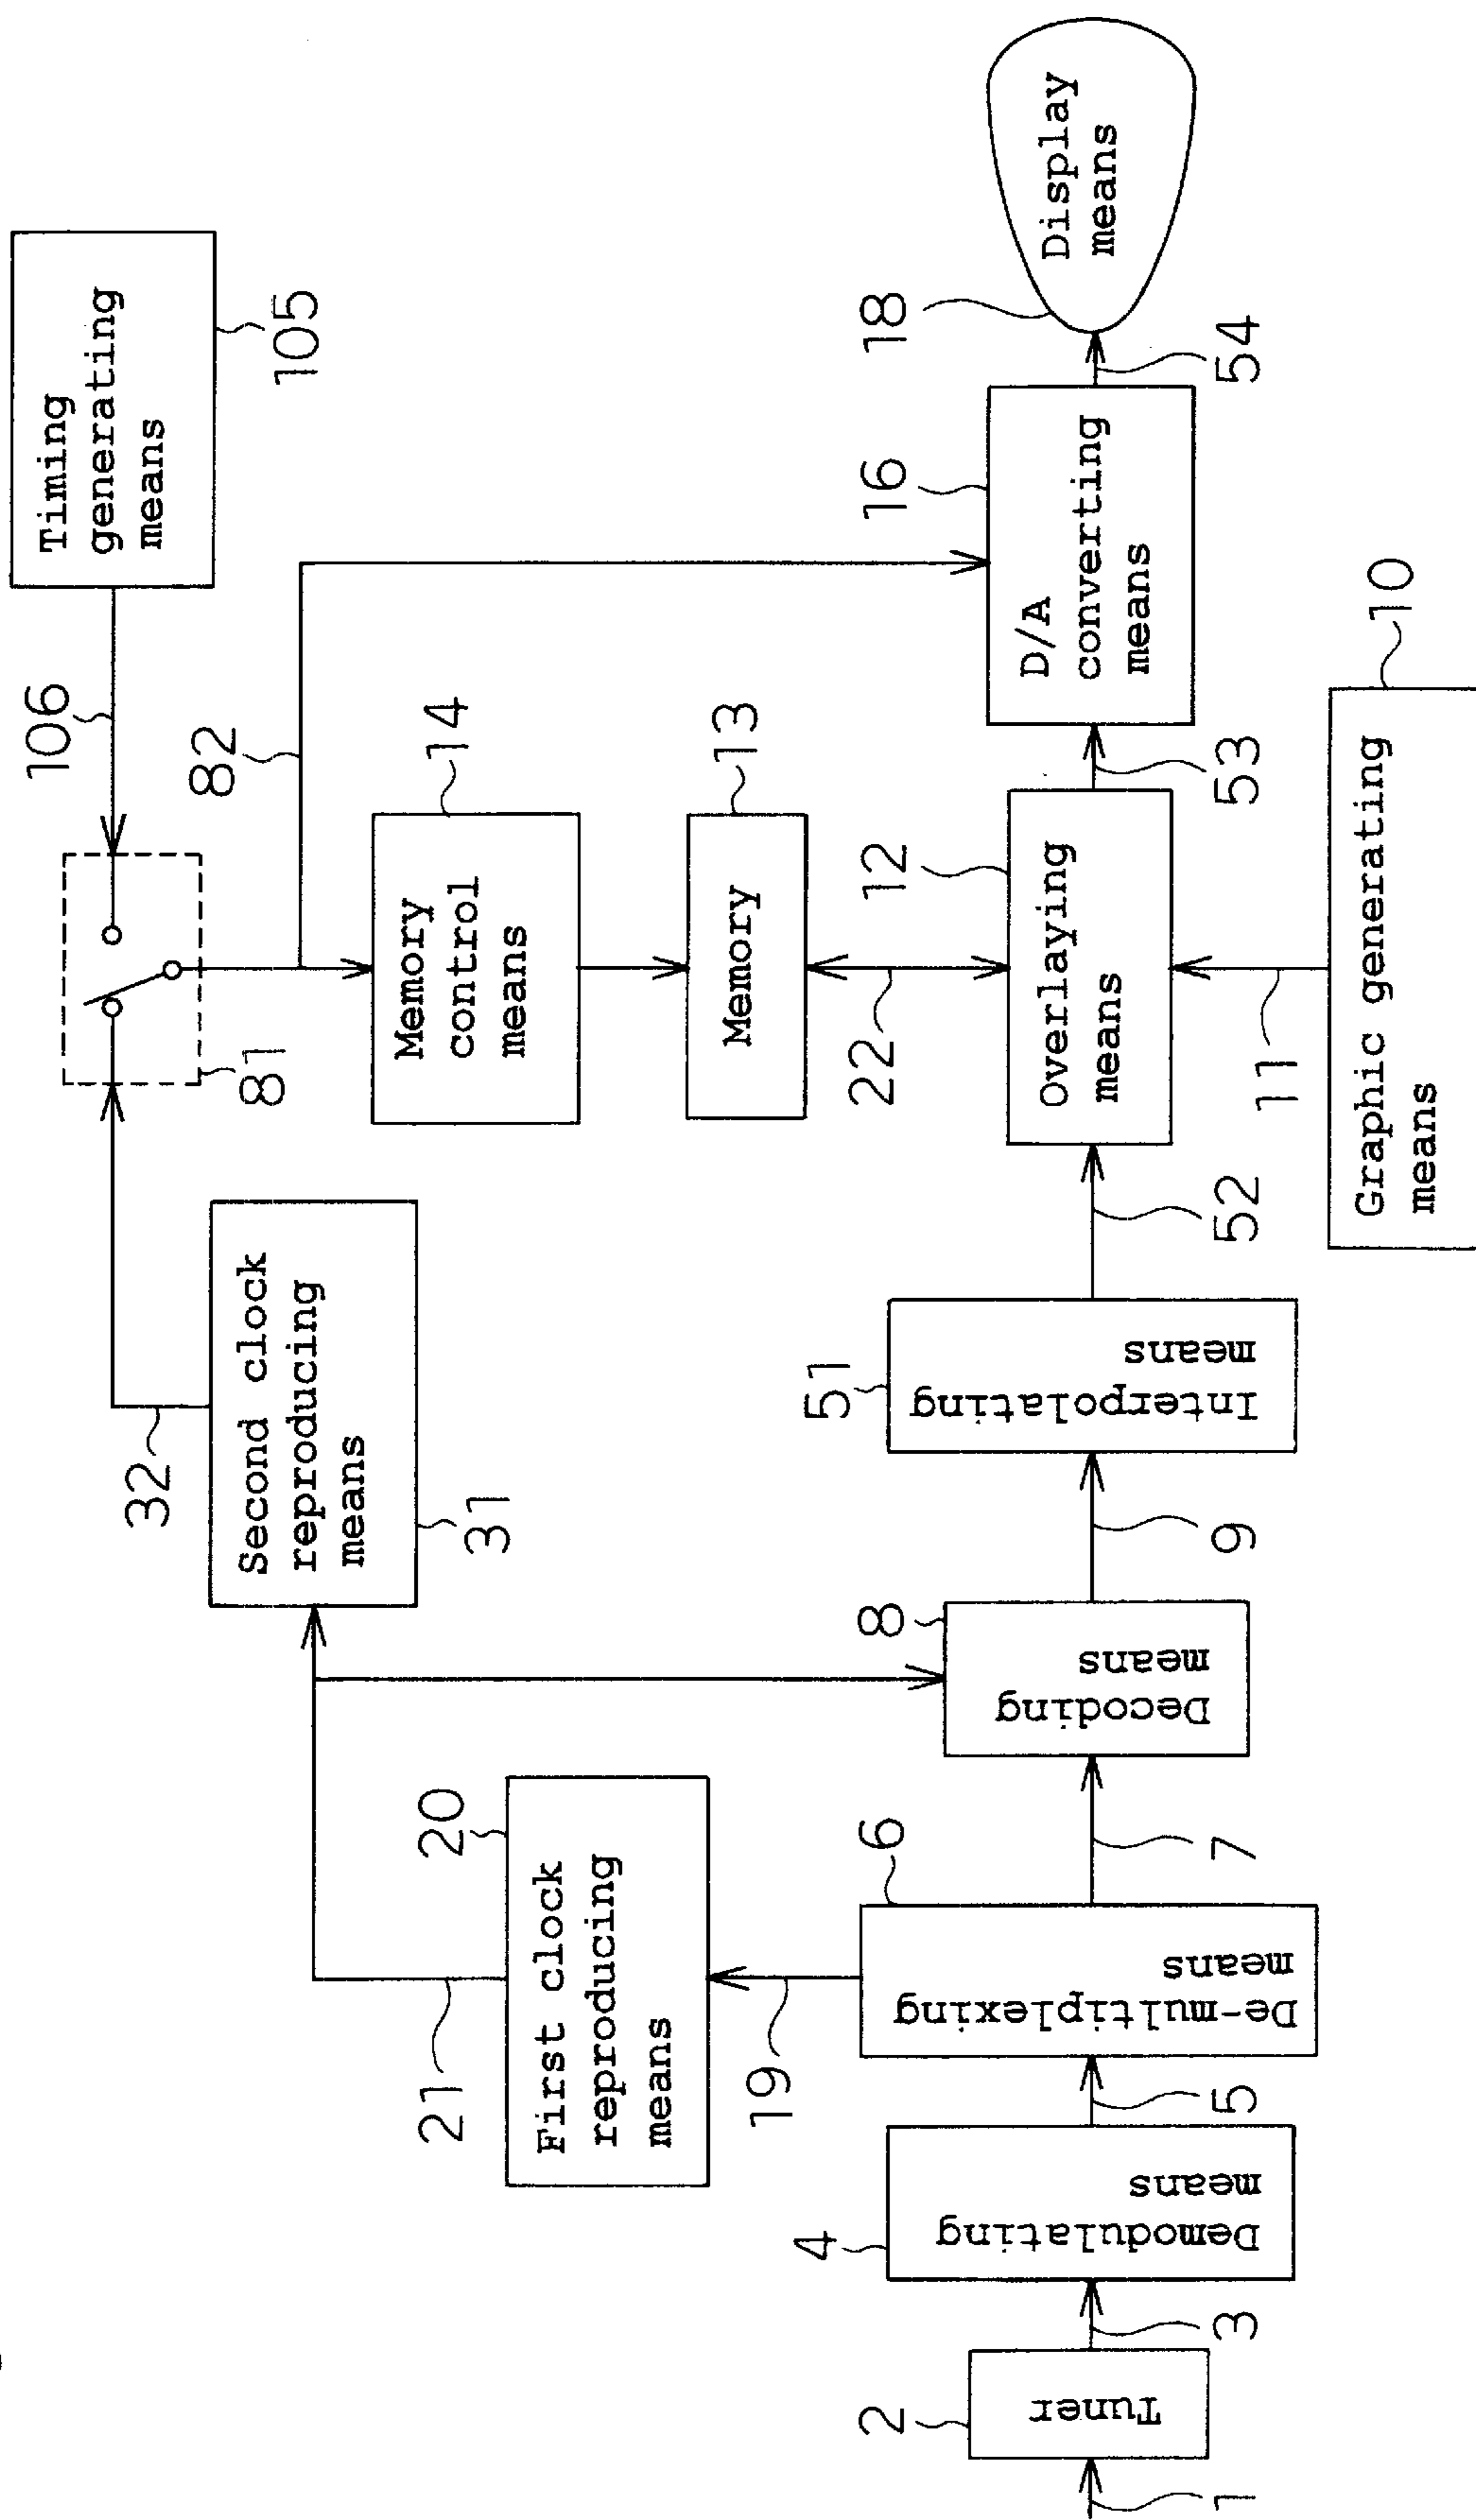 Timing
generating
means
105
106
82
81
32
Second clock
reproducing
means
31
Memory
control
means
14
Memory
13
22
21
First clock
reproducing
means
20
19
1
2
Tuner
3
4
Demodulating
means
5
6
De-multiplexing
means
7
8
Decoding
means
9
51
Interpolating
means
52
12
Overlaying
means
53
16
D/A
converting
means
54
18
Display
means
11
Graphic generating
means
10